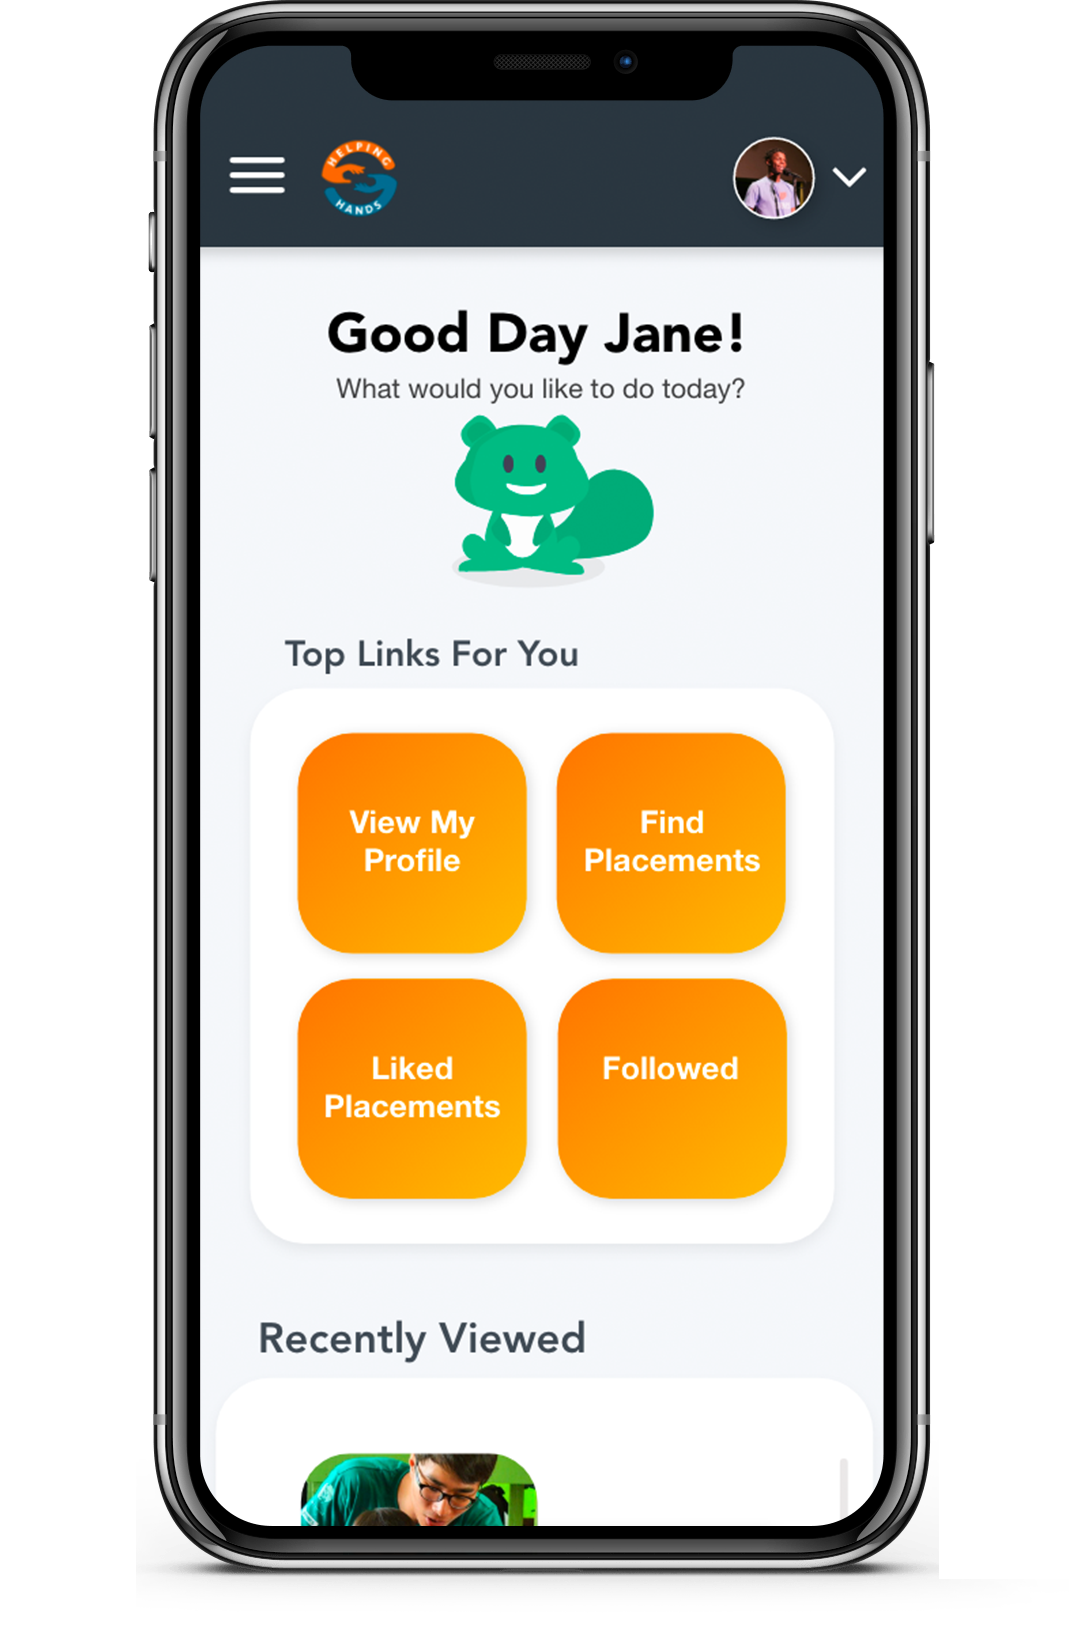 HELPING
HANDS
Good Day Jane!
What would you like to do today?
Top Links For You
View My
Profile
Find
Placements
Liked
Placements
Followed
Recently Viewed